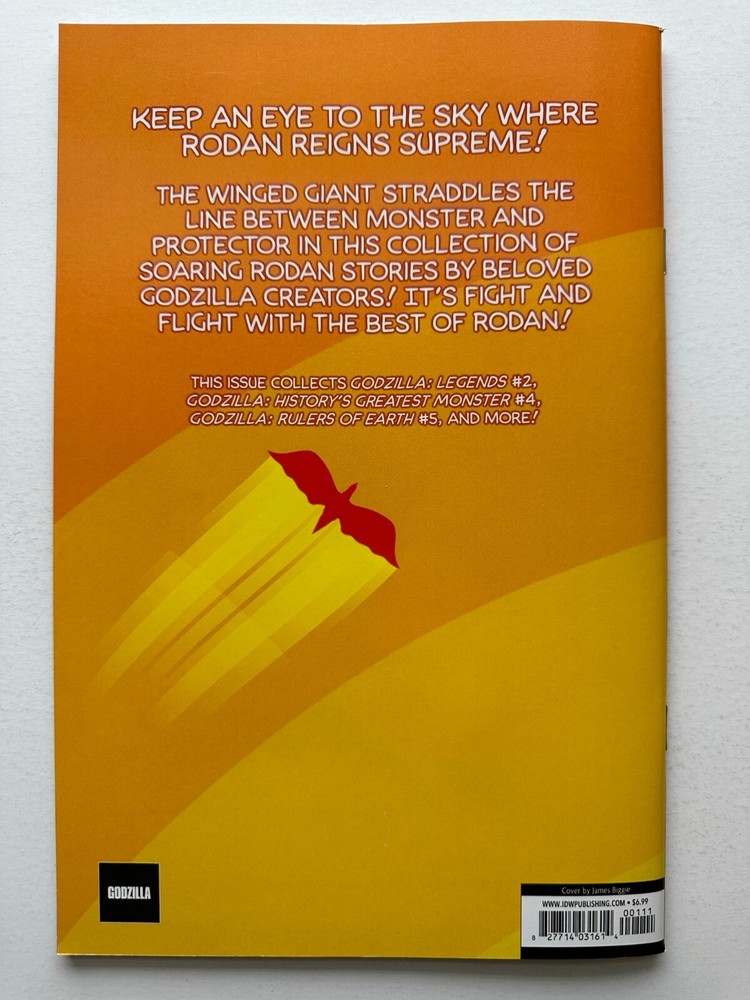 KEEP AN EYE TO THE SKY WHERE
RODAN REIGNS SUPREME!
THE WINGED GIANT STRADDLES THE
LINE BETWEEN MONSTER AND
PROTECTOR IN THIS COLLECTION OF
SOARING RODAN STORIES BY BELOVED
GODZILLA CREATORS! IT'S FIGHT AND
FLIGHT WITH THE BEST OF RODAN!
THIS ISSUE COLLECTS GODZILLA: LEGENDS #2,
GODZILLA: HISTORY'S GREATEST MONSTER #4,
GODZILLA: RULERS OF EARTH #5, AND MORE!
GODZILLA
Cover by James Biggie
WWW.IDWPUBLISHING.COM • $6.99
00111
8 27714 03161 4